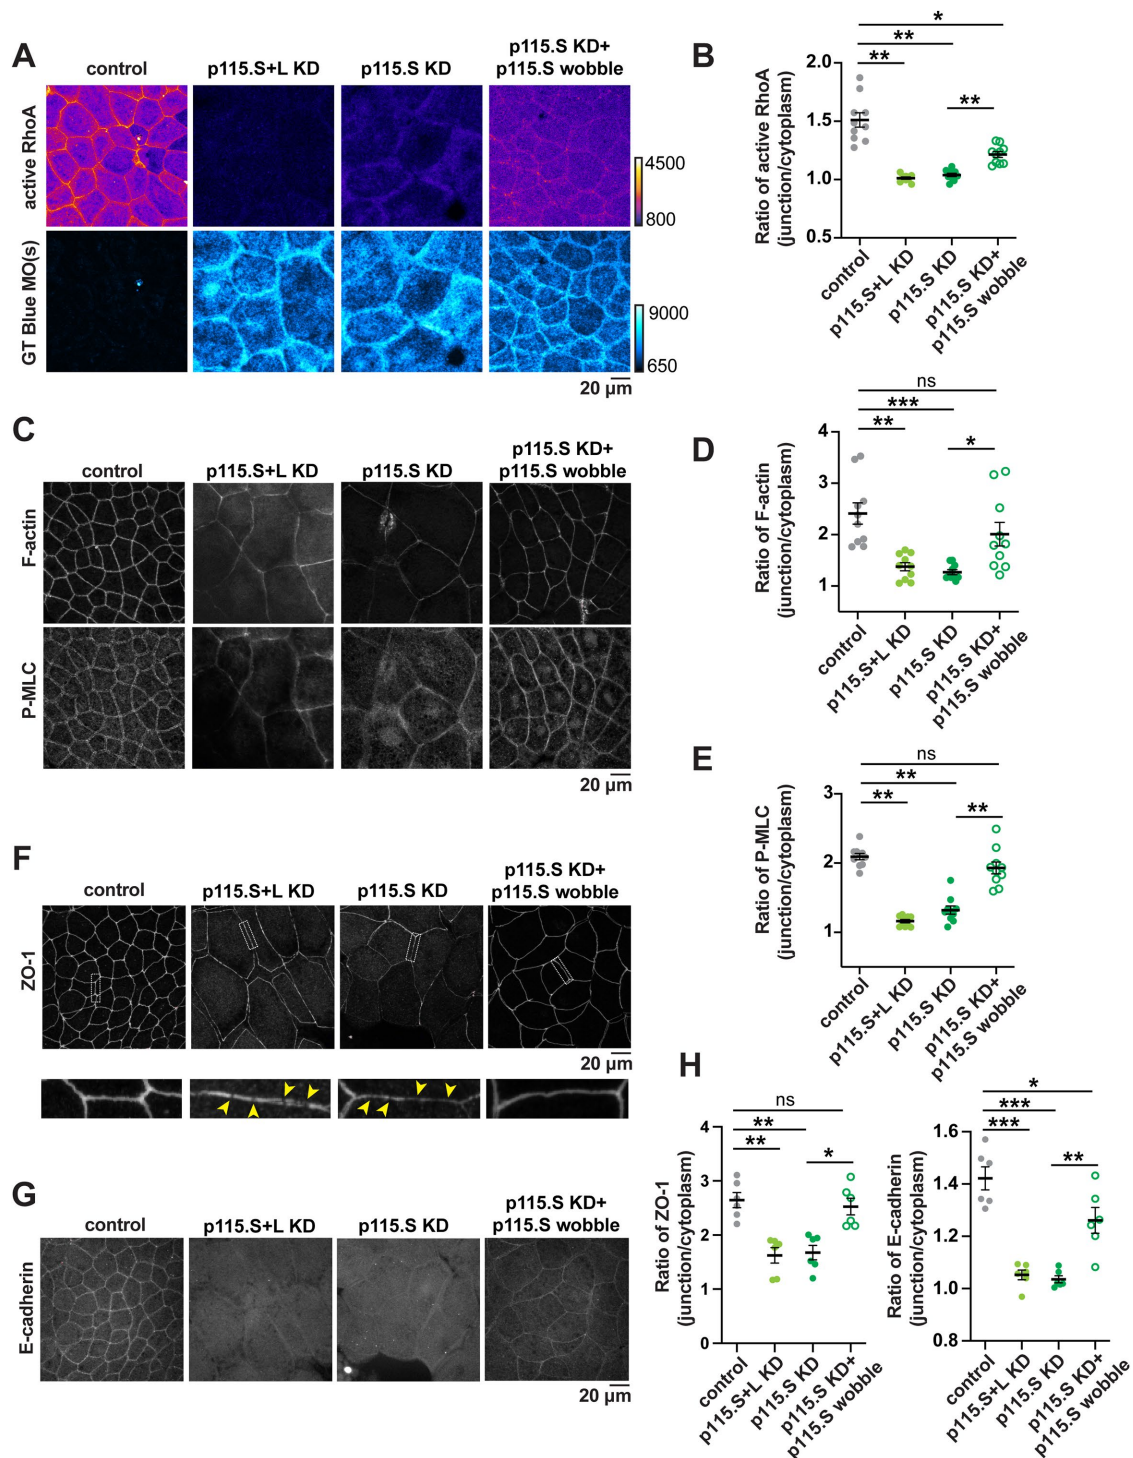 A
control
p115.S+L KD
p115.S KD
p115.S KD+
p115.S wobble
active RhoA
4500
800
GT Blue MO(s)
9000
650
20 µm
B
*
**
**
**
2.0
1.5
1.0
0.5
Ratio of active RhoA
(junction/cytoplasm)
control
p115.S+L KD
p115.S KD
p115.S KD+
p115.S wobble
C
control
p115.S+L KD
p115.S KD
p115.S KD+
p115.S wobble
F-actin
P-MLC
20 µm
D
ns
***
**
*
4
3
2
1
Ratio of F-actin
(junction/cytoplasm)
control
p115.S+L KD
p115.S KD
p115.S KD+
p115.S wobble
E
ns
**
**
**
3
2
1
Ratio of P-MLC
(junction/cytoplasm)
control
p115.S+L KD
p115.S KD
p115.S KD+
p115.S wobble
F
control
p115.S+L KD
p115.S KD
p115.S KD+
p115.S wobble
ZO-1
20 µm
G
control
p115.S+L KD
p115.S KD
p115.S KD+
p115.S wobble
E-cadherin
20 µm
H
ns
**
**
*
4
3
2
1
0
Ratio of ZO-1
(junction/cytoplasm)
control
p115.S+L KD
p115.S KD
p115.S KD+
p115.S wobble
*
***
***
**
1.6
1.4
1.2
1.0
0.8
Ratio of E-cadherin
(junction/cytoplasm)
control
p115.S+L KD
p115.S KD
p115.S KD+
p115.S wobble